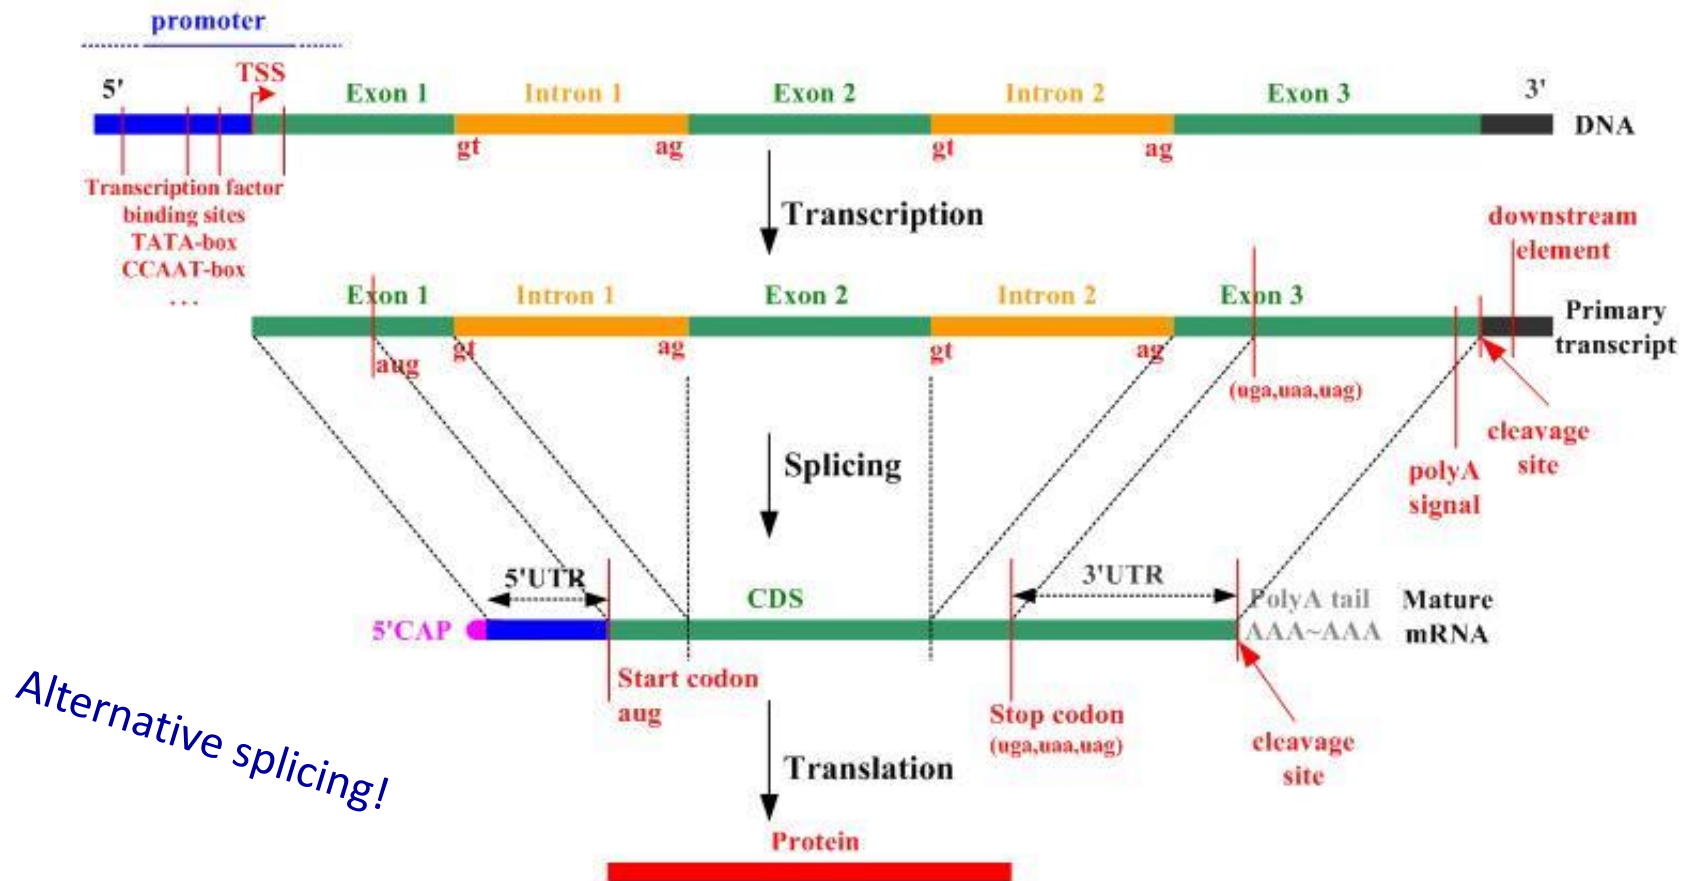 promoter
5'
TSS
Exon 1
Intron 1
Exon 2
Intron 2
Exon 3
3'
DNA
gt
ag
gt
ag
Transcription factor
binding sites
TATA-box
CCAAT-box
...
Transcription
downstream
element
Exon 1
Intron 1
Exon 2
Intron 2
Exon 3
Primary
transcript
aug
gt
ag
gt
ag
(uga,uaa,uag)
cleavage
site
polyA
signal
Splicing
5'UTR
CDS
3'UTR
PolyA tail
AAA~AAA
Mature
mRNA
5'CAP
Start codon
aug
Stop codon
(uga,uaa,uag)
cleavage
site
Alternative splicing!
Translation
Protein